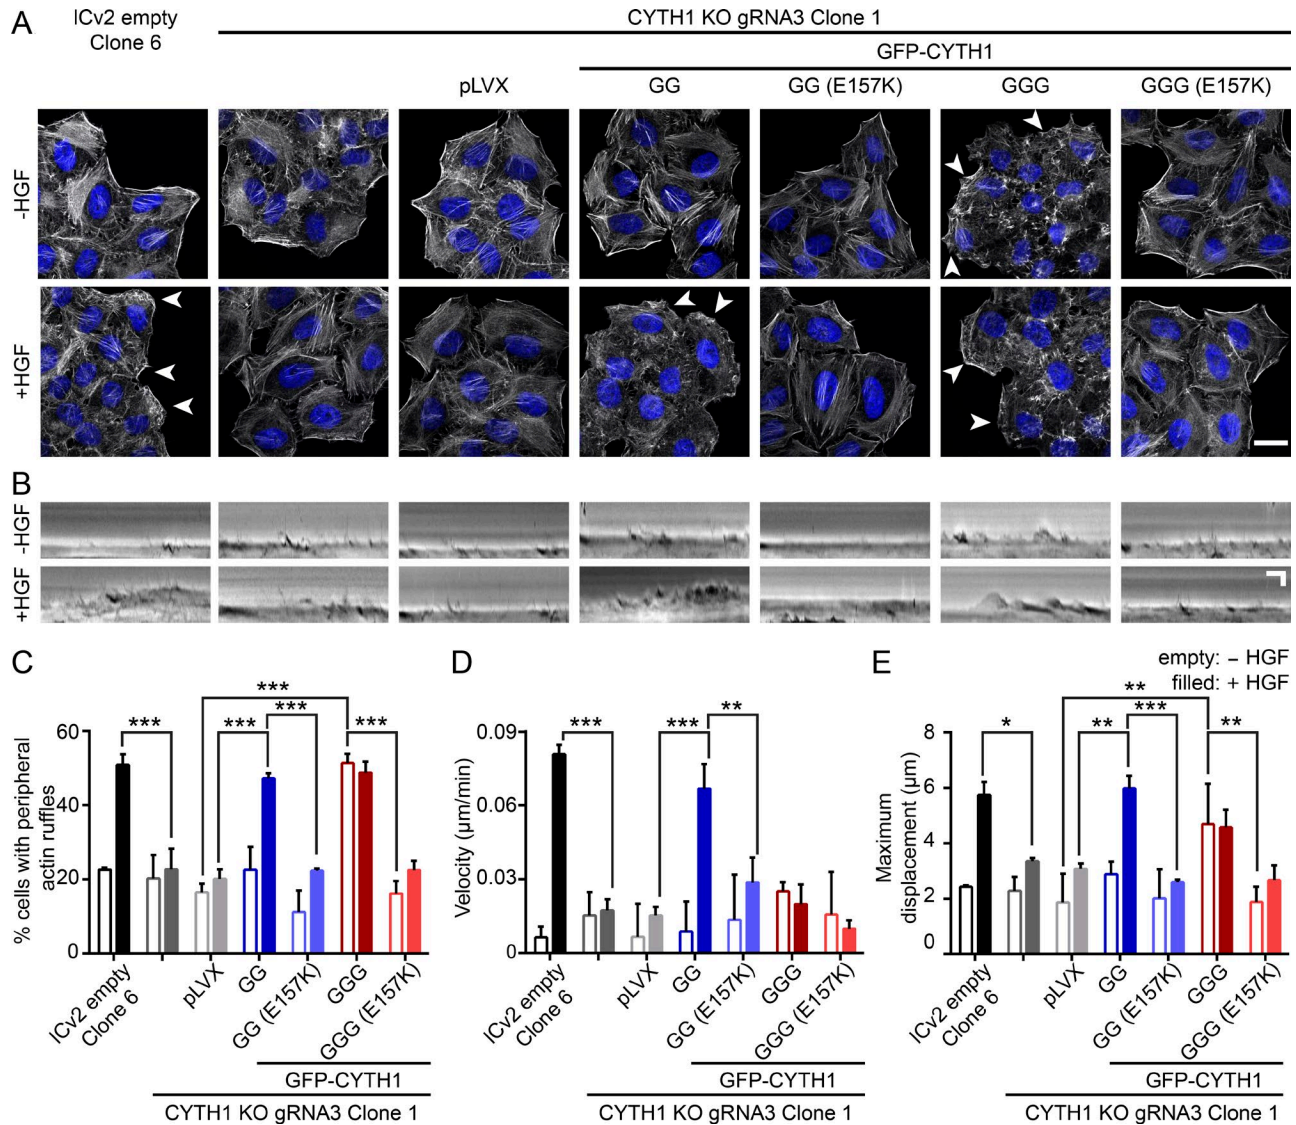 A
lCv2 empty
Clone 6
CYTH1 KO gRNA3 Clone 1
GFP-CYTH1
pLVX
GG
GG (E157K)
GGG
GGG (E157K)
-HGF
+HGF
B
-HGF
+HGF
C
% cells with peripheral
actin ruffles
60
40
20
0
***
***
***
***
***
lCv2 empty
Clone 6
pLVX
GG
GG (E157K)
GGG
GGG (E157K)
GFP-CYTH1
CYTH1 KO gRNA3 Clone 1
D
Velocity (μm/min)
0.09
0.06
0.03
0
***
***
**
lCv2 empty
Clone 6
pLVX
GG
GG (E157K)
GGG
GGG (E157K)
GFP-CYTH1
CYTH1 KO gRNA3 Clone 1
E
empty: – HGF
filled: + HGF
Maximum
displacement (μm)
8
6
4
2
0
*
**
***
**
**
lCv2 empty
Clone 6
pLVX
GG
GG (E157K)
GGG
GGG (E157K)
GFP-CYTH1
CYTH1 KO gRNA3 Clone 1